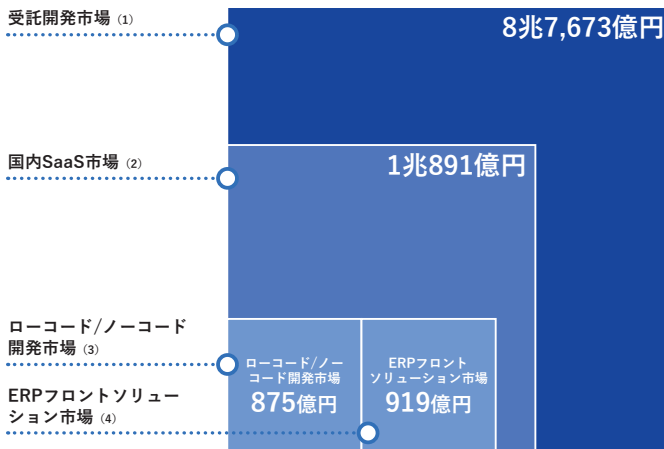 受託開発市場 (1)
8兆7,673億円
国内SaaS市場 (2)
1兆891億円
ローコード/ノーコード
開発市場 (3)
ERPフロントソリュー
ション市場 (4)
ローコード/ノー
コード開発市場
875億円
ERPフロント
ソリューション市場
919億円